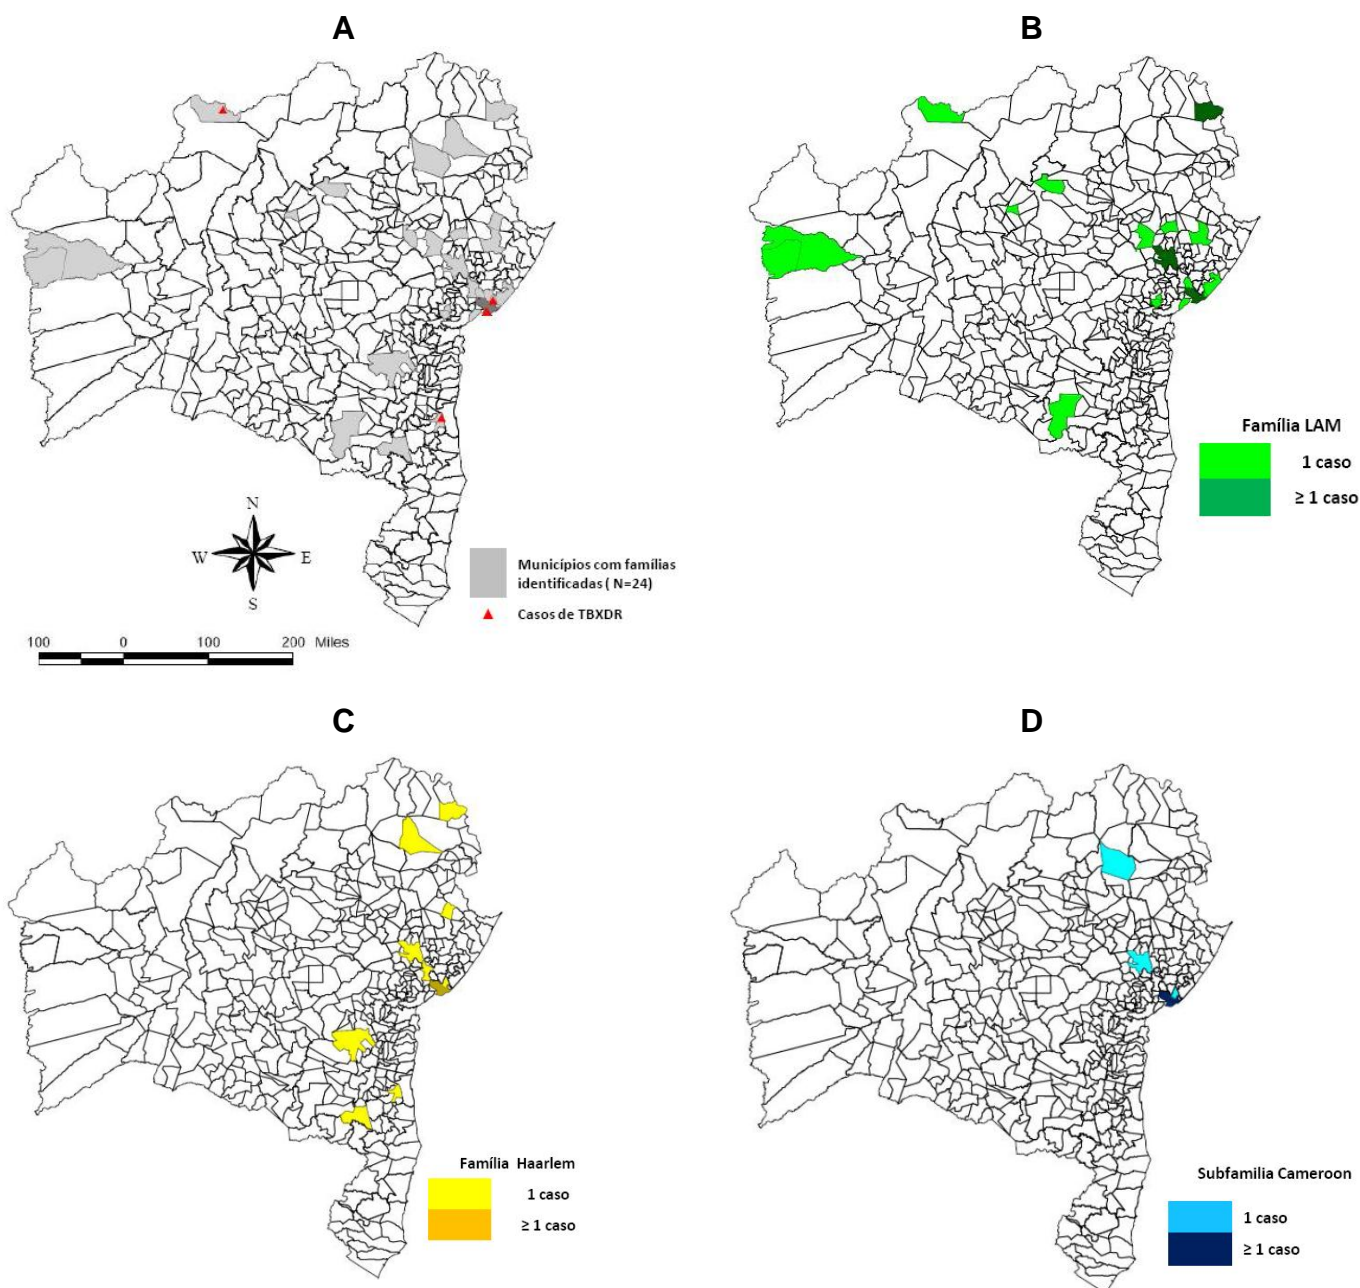 A
B
N
W E
S
Municípios com famílias
identificadas ( N=24)
Casos de TBXDR
100 0 100 200 Miles
Família LAM
1 caso
≥ 1 caso
C
D
Família Haarlem
1 caso
≥ 1 caso
Subfamilia Cameroon
1 caso
≥ 1 caso